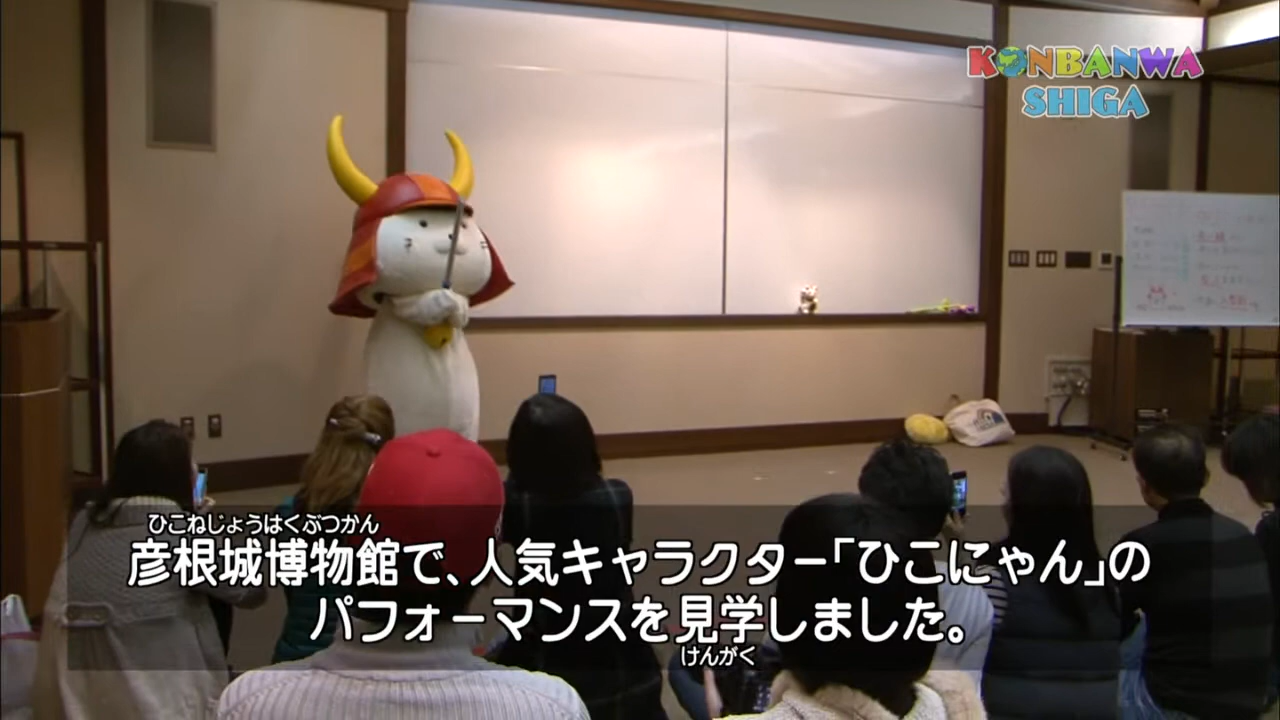 KONBANWA
SHIGA
ひこねじょうはくぶつかん
彦根城博物館で、人気キャラクター「ひこにゃん」の
パフォーマンスを見学しました。
けんがく